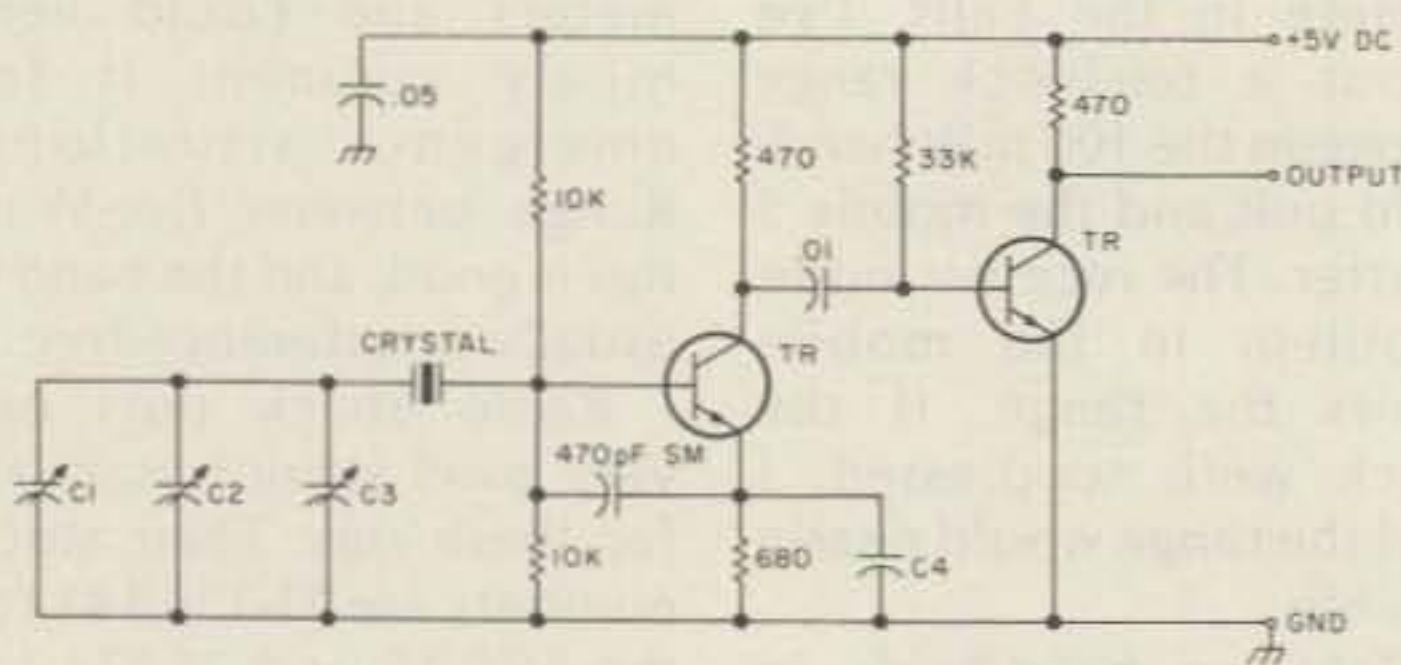 +5V DC
.05
470
470
10K
33K
OUTPUT
TR
.01
CRYSTAL
TR
470pF SM
C1
C2
C3
10K
680
C4
GND